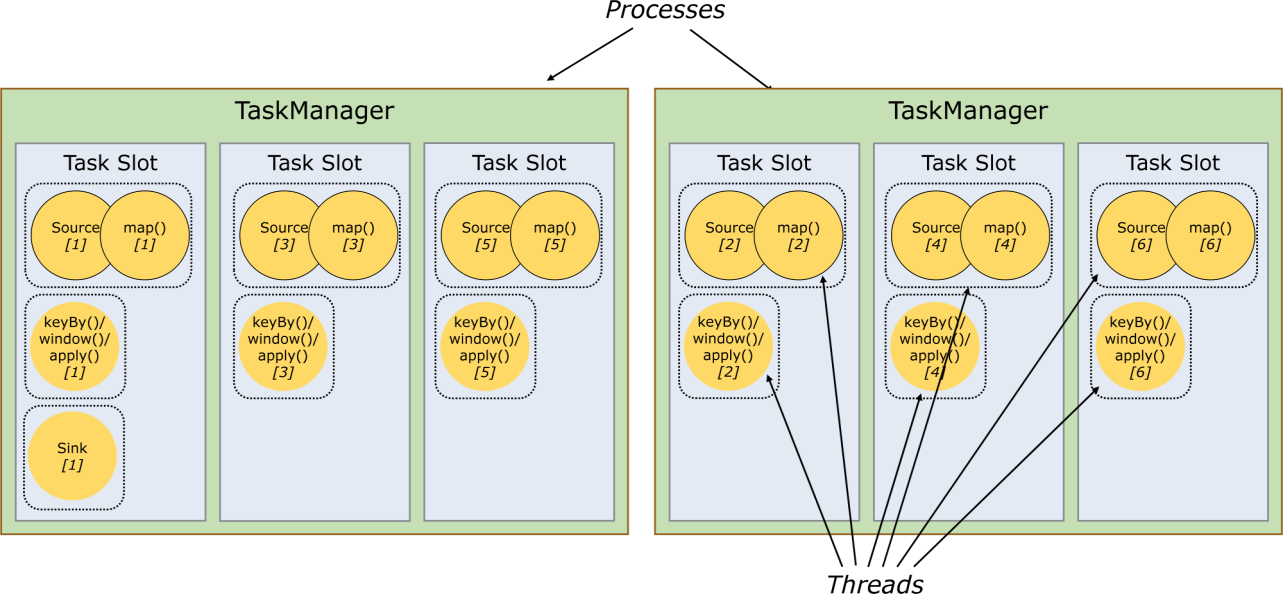 Processes
TaskManager
Task Slot
Source
[1]
map()
[1]
keyBy()/
window()/
apply()
[1]
Sink
[1]
Task Slot
Source
[3]
map()
[3]
keyBy()/
window()/
apply()
[3]
Task Slot
Source
[5]
map()
[5]
keyBy()/
window()/
apply()
[5]
TaskManager
Task Slot
Source
[2]
map()
[2]
keyBy()/
window()/
apply()
[2]
Task Slot
Source
[4]
map()
[4]
keyBy()/
window()/
apply()
[4]
Task Slot
Source
[6]
map()
[6]
keyBy()/
window()/
apply()
[6]
Threads